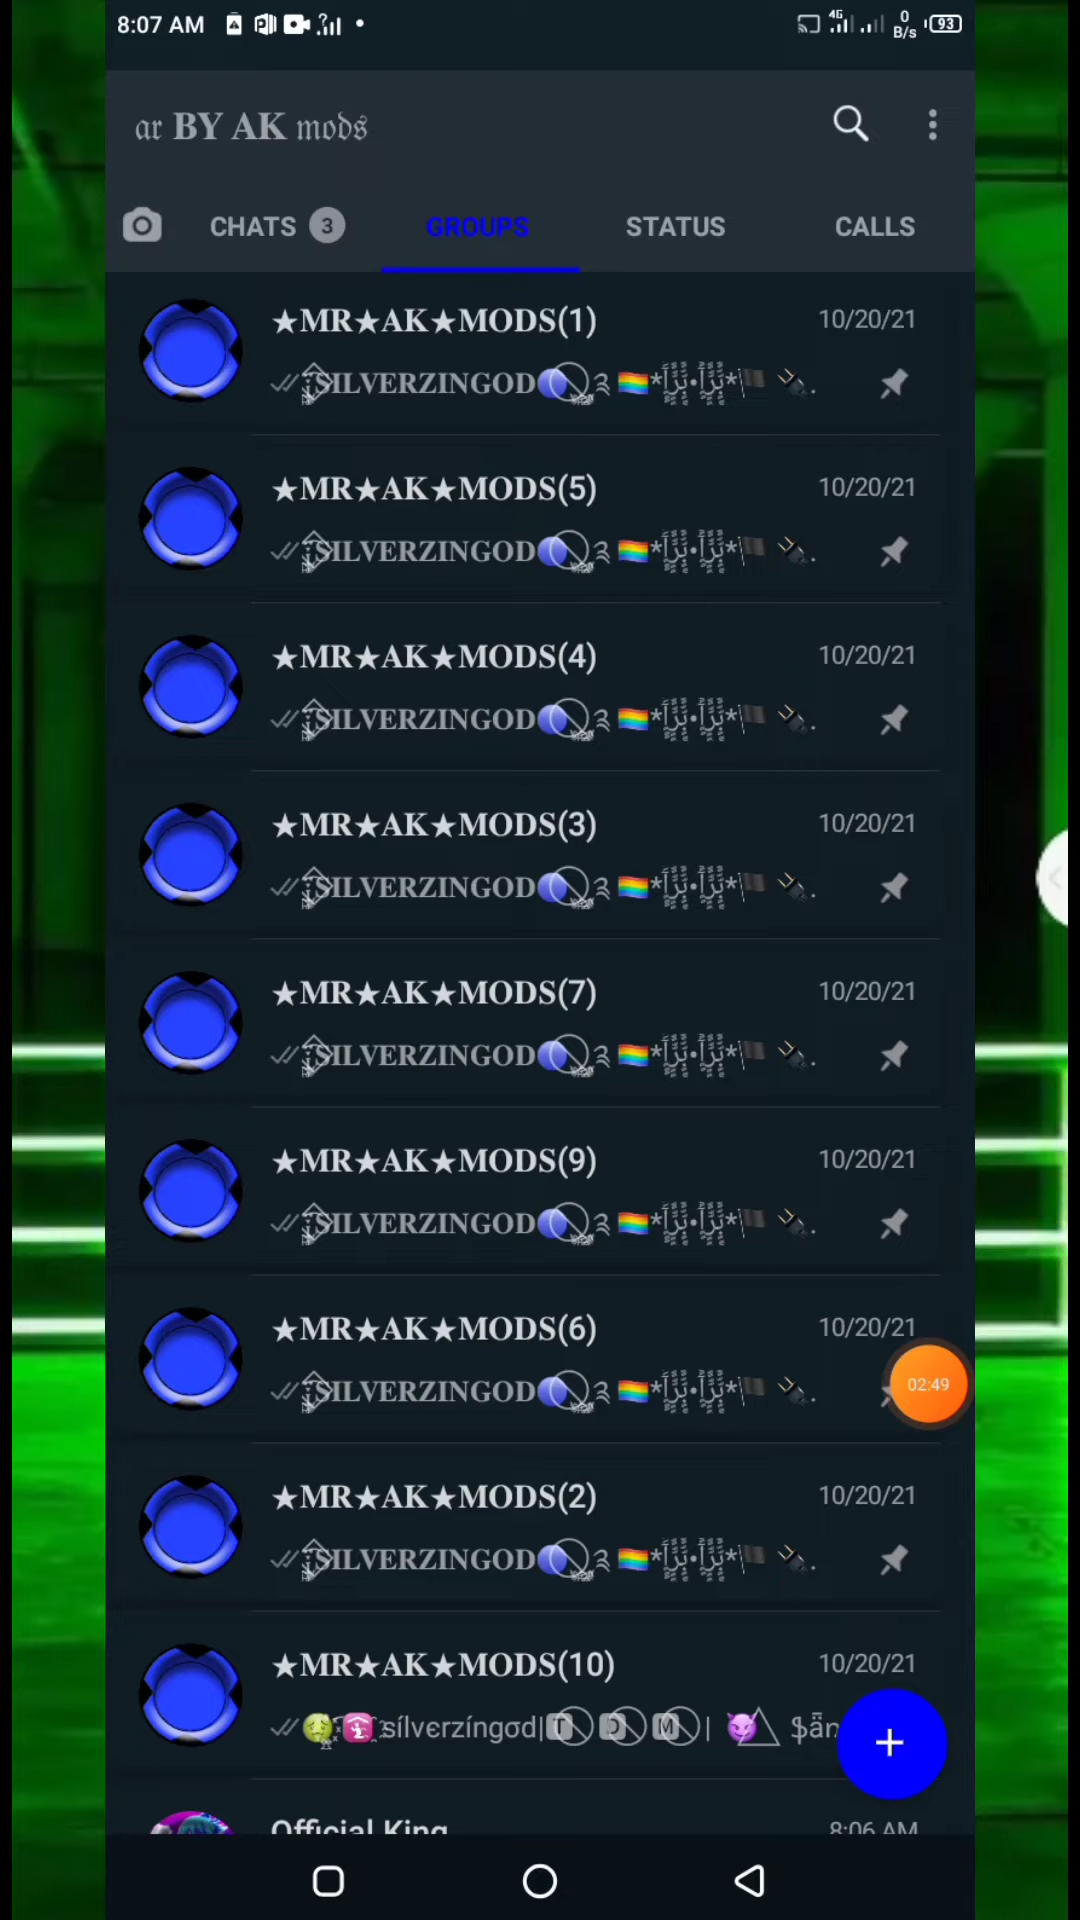 8:07 AM
4G
0 B/s
93
ar BY AK mods
CHATS 3
GROUPS
STATUS
CALLS
★MR★AK★MODS(1)
10/20/21
SILVERZINGOD
★MR★AK★MODS(5)
10/20/21
SILVERZINGOD
★MR★AK★MODS(4)
10/20/21
SILVERZINGOD
★MR★AK★MODS(3)
10/20/21
SILVERZINGOD
★MR★AK★MODS(7)
10/20/21
SILVERZINGOD
★MR★AK★MODS(9)
10/20/21
SILVERZINGOD
★MR★AK★MODS(6)
10/20/21
SILVERZINGOD
02:49
★MR★AK★MODS(2)
10/20/21
SILVERZINGOD
★MR★AK★MODS(10)
10/20/21
sílvєrzíngσd| T D M |
Official King
8:06 AM